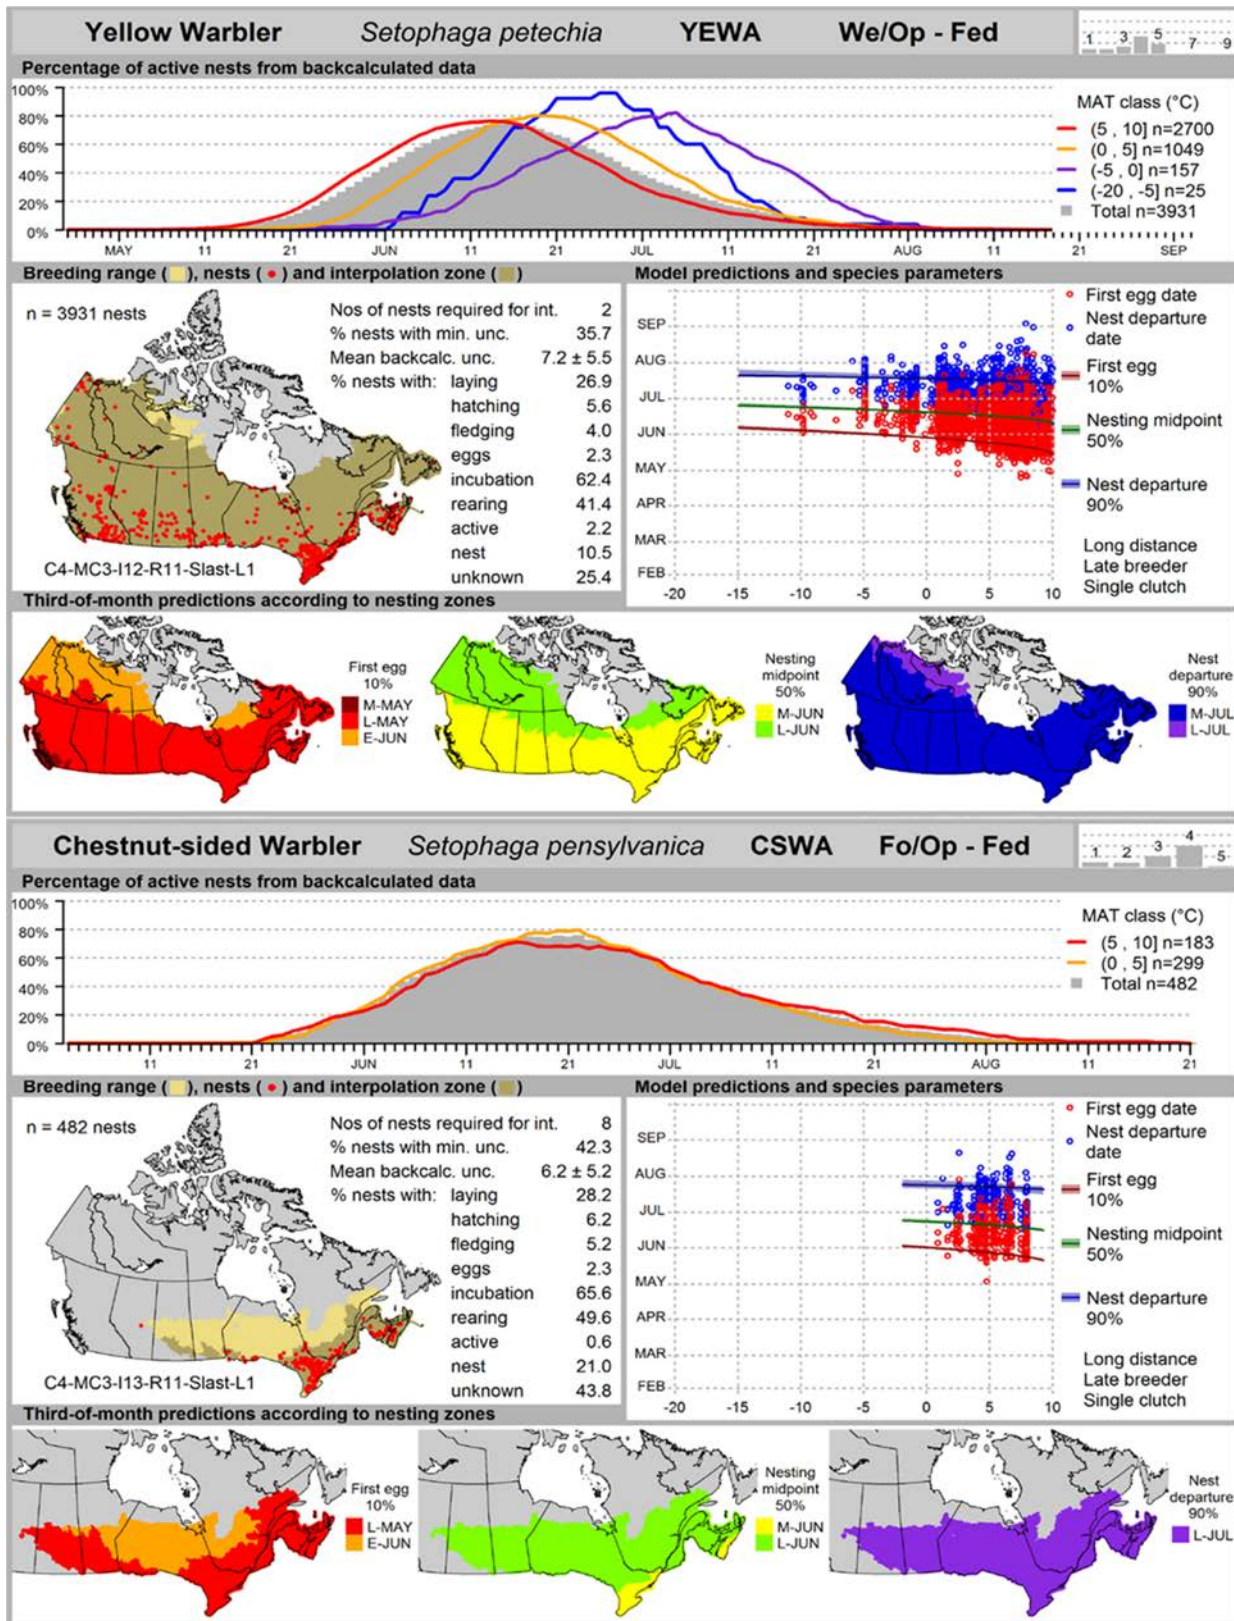 Yellow Warbler Setophaga petechia YEWA We/Op - Fed
1 3 5 7 9
Percentage of active nests from backcalculated data
100%
80%
60%
40%
20%
0%
MAY 11 21 JUN 11 21 JUL 11 21 AUG 11 21 SEP
MAT class (°C)
(5 , 10] n=2700
(0 , 5] n=1049
(-5 , 0] n=157
(-20 , -5] n=25
Total n=3931
Breeding range ( ), nests ( • ) and interpolation zone ( )
n = 3931 nests
Nos of nests required for int. 2
% nests with min. unc. 35.7
Mean backcalc. unc. 7.2 ± 5.5
% nests with: laying 26.9
hatching 5.6
fledging 4.0
eggs 2.3
incubation 62.4
rearing 41.4
active 2.2
nest 10.5
unknown 25.4
C4-MC3-I12-R11-Slast-L1
Model predictions and species parameters
SEP
AUG
JUL
JUN
MAY
APR
MAR
FEB
-20 -15 -10 -5 0 5 10
First egg date
Nest departure
date
First egg
10%
Nesting midpoint
50%
Nest departure
90%
Long distance
Late breeder
Single clutch
Third-of-month predictions according to nesting zones
First egg
10%
M-MAY
L-MAY
E-JUN
Nesting
midpoint
50%
M-JUN
L-JUN
Nest
departure
90%
M-JUL
L-JUL
Chestnut-sided Warbler Setophaga pensylvanica CSWA Fo/Op - Fed
1 2 3 4 5
Percentage of active nests from backcalculated data
100%
80%
60%
40%
20%
0%
11 21 JUN 11 21 JUL 11 21 AUG 11 21
MAT class (°C)
(5 , 10] n=183
(0 , 5] n=299
Total n=482
Breeding range ( ), nests ( • ) and interpolation zone ( )
n = 482 nests
Nos of nests required for int. 8
% nests with min. unc. 42.3
Mean backcalc. unc. 6.2 ± 5.2
% nests with: laying 28.2
hatching 6.2
fledging 5.2
eggs 2.3
incubation 65.6
rearing 49.6
active 0.6
nest 21.0
unknown 43.8
C4-MC3-I13-R11-Slast-L1
Model predictions and species parameters
SEP
AUG
JUL
JUN
MAY
APR
MAR
FEB
-20 -15 -10 -5 0 5 10
First egg date
Nest departure
date
First egg
10%
Nesting midpoint
50%
Nest departure
90%
Long distance
Late breeder
Single clutch
Third-of-month predictions according to nesting zones
First egg
10%
L-MAY
E-JUN
Nesting
midpoint
50%
M-JUN
L-JUN
Nest
departure
90%
L-JUL